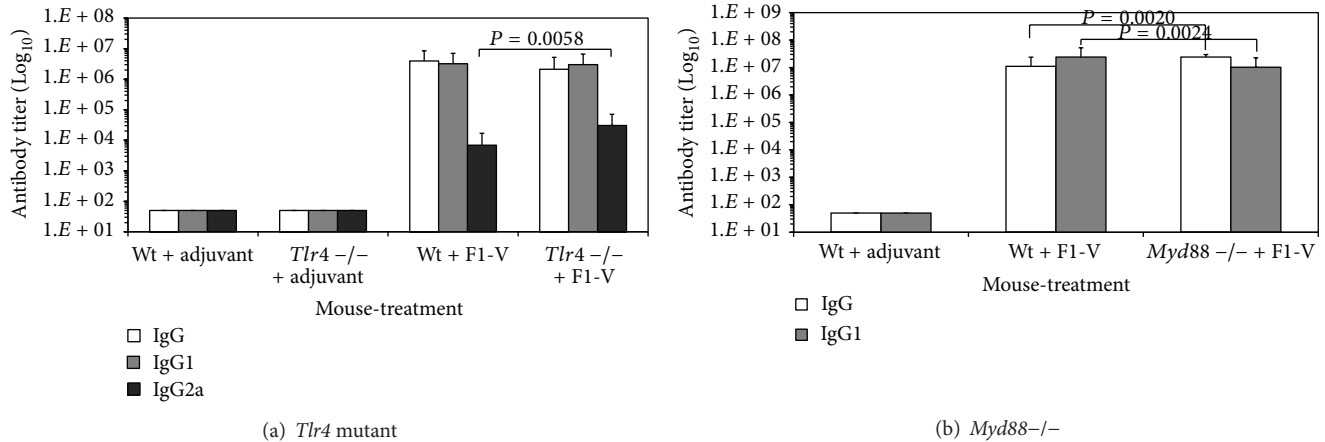 1.E + 08
1.E + 07
1.E + 06
1.E + 05
1.E + 04
1.E + 03
1.E + 02
1.E + 01
Antibody titer (Log10)
P = 0.0058
Wt + adjuvant
Tlr4 −/−
+ adjuvant
Wt + F1-V
Tlr4 −/−
+ F1-V
Mouse-treatment
IgG
IgG1
IgG2a
(a) Tlr4 mutant
1.E + 09
1.E + 08
1.E + 07
1.E + 06
1.E + 05
1.E + 04
1.E + 03
1.E + 02
1.E + 01
Antibody titer (Log10)
P = 0.0020
P = 0.0024
Wt + adjuvant
Wt + F1-V
Myd88 −/− + F1-V
Mouse-treatment
IgG
IgG1
(b) Myd88−/−